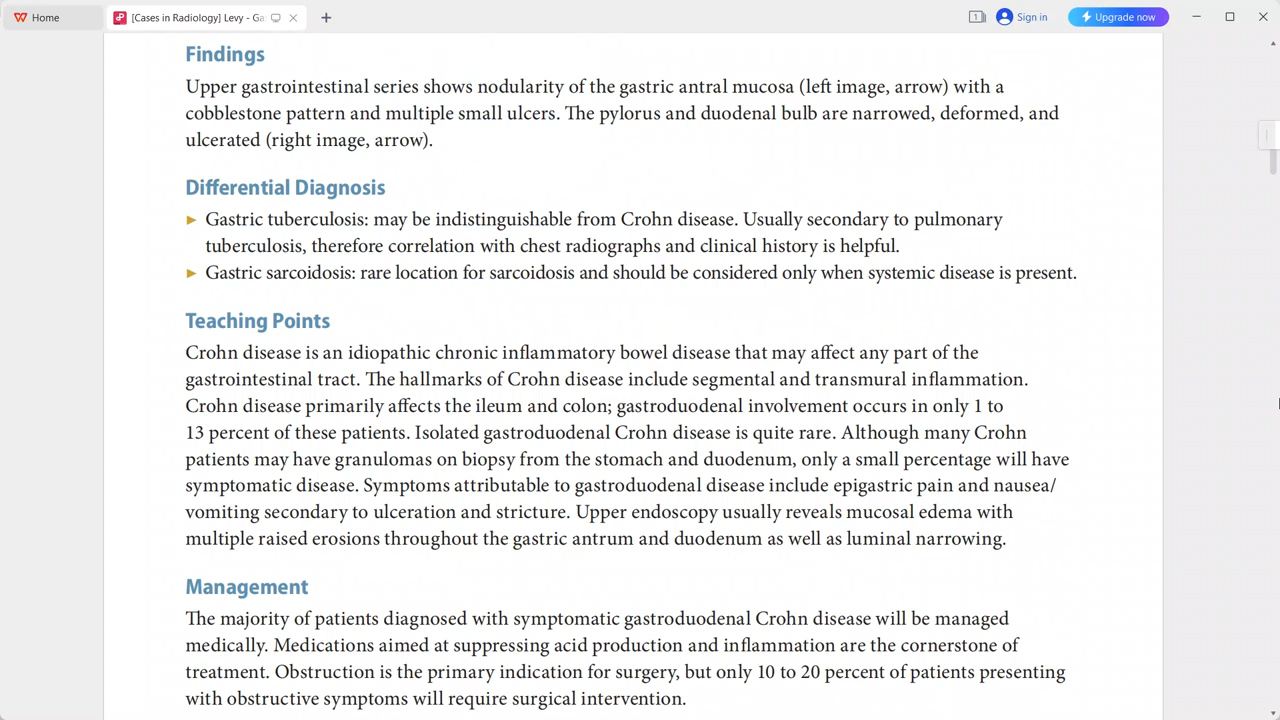 Home
[Cases in Radiology] Levy - Ga
1
Sign in
Upgrade now
Findings
Upper gastrointestinal series shows nodularity of the gastric antral mucosa (left image, arrow) with a
cobblestone pattern and multiple small ulcers. The pylorus and duodenal bulb are narrowed, deformed, and
ulcerated (right image, arrow).
Differential Diagnosis
► Gastric tuberculosis: may be indistinguishable from Crohn disease. Usually secondary to pulmonary
tuberculosis, therefore correlation with chest radiographs and clinical history is helpful.
► Gastric sarcoidosis: rare location for sarcoidosis and should be considered only when systemic disease is present.
Teaching Points
Crohn disease is an idiopathic chronic inflammatory bowel disease that may affect any part of the
gastrointestinal tract. The hallmarks of Crohn disease include segmental and transmural inflammation.
Crohn disease primarily affects the ileum and colon; gastroduodenal involvement occurs in only 1 to
13 percent of these patients. Isolated gastroduodenal Crohn disease is quite rare. Although many Crohn
patients may have granulomas on biopsy from the stomach and duodenum, only a small percentage will have
symptomatic disease. Symptoms attributable to gastroduodenal disease include epigastric pain and nausea/
vomiting secondary to ulceration and stricture. Upper endoscopy usually reveals mucosal edema with
multiple raised erosions throughout the gastric antrum and duodenum as well as luminal narrowing.
Management
The majority of patients diagnosed with symptomatic gastroduodenal Crohn disease will be managed
medically. Medications aimed at suppressing acid production and inflammation are the cornerstone of
treatment. Obstruction is the primary indication for surgery, but only 10 to 20 percent of patients presenting
with obstructive symptoms will require surgical intervention.